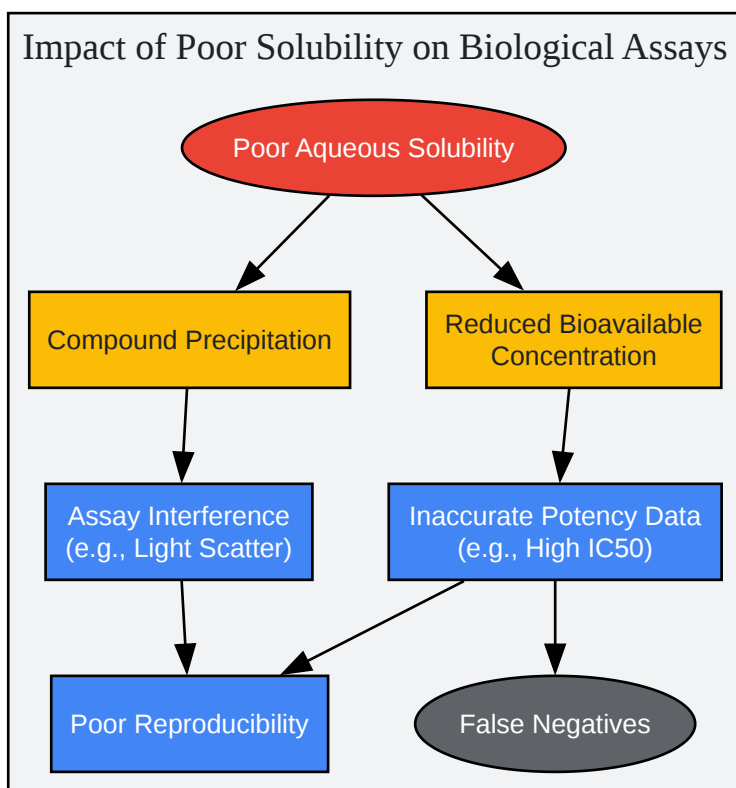 Impact of Poor Solubility on Biological Assays
Poor Aqueous Solubility
Compound Precipitation
Reduced Bioavailable
Concentration
Assay Interference
(e.g., Light Scatter)
Inaccurate Potency Data
(e.g., High IC50)
Poor Reproducibility
False Negatives